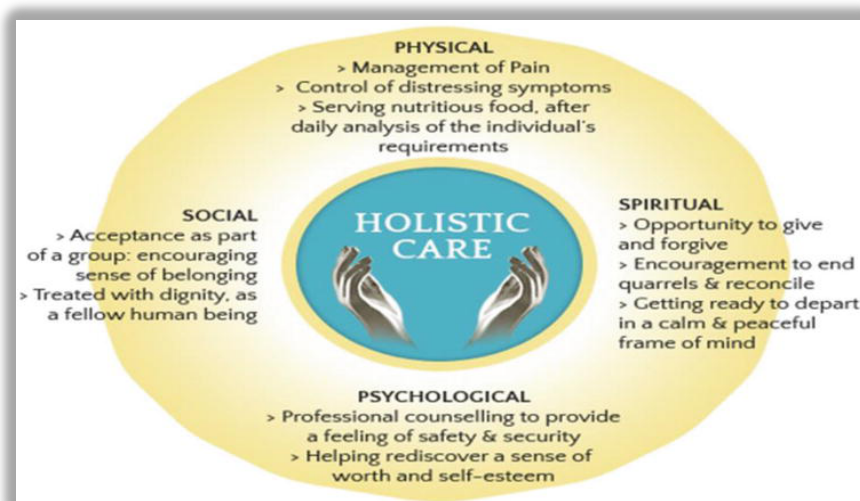 PHYSICAL
> Management of Pain
> Control of distressing symptoms
> Serving nutritious food, after
daily analysis of the individual's
requirements
SOCIAL
> Acceptance as part
of a group: encouraging
sense of belonging
> Treated with dignity, as
a fellow human being
HOLISTIC
CARE
SPIRITUAL
> Opportunity to give
and forgive
> Encouragement to end
quarrels & reconcile
> Getting ready to depart
in a calm & peaceful
frame of mind
PSYCHOLOGICAL
> Professional counselling to provide
a feeling of safety & security
> Helping rediscover a sense of
worth and self-esteem